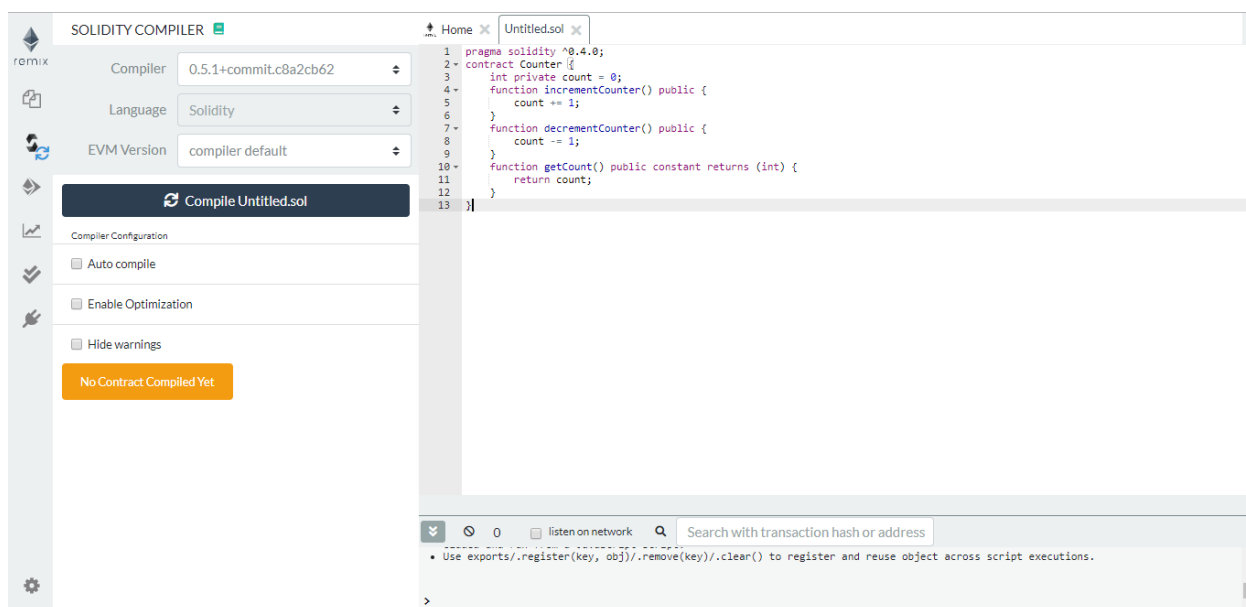 remix
SOLIDITY COMPILER
Compiler 0.5.1+commit.c8a2cb62
Language Solidity
EVM Version compiler default
Compile Untitled.sol
Compiler Configuration
Auto compile
Enable Optimization
Hide warnings
No Contract Compiled Yet
Home Untitled.sol
1 pragma solidity ^0.4.0;
2 contract Counter {
3 int private count = 0;
4 function incrementCounter() public {
5 count += 1;
6 }
7 function decrementCounter() public {
8 count -= 1;
9 }
10 function getCount() public constant returns (int) {
11 return count;
12 }
13 }
0 listen on network Search with transaction hash or address
• Use exports/.register(key, obj)/.remove(key)/.clear() to register and reuse object across script executions.
>